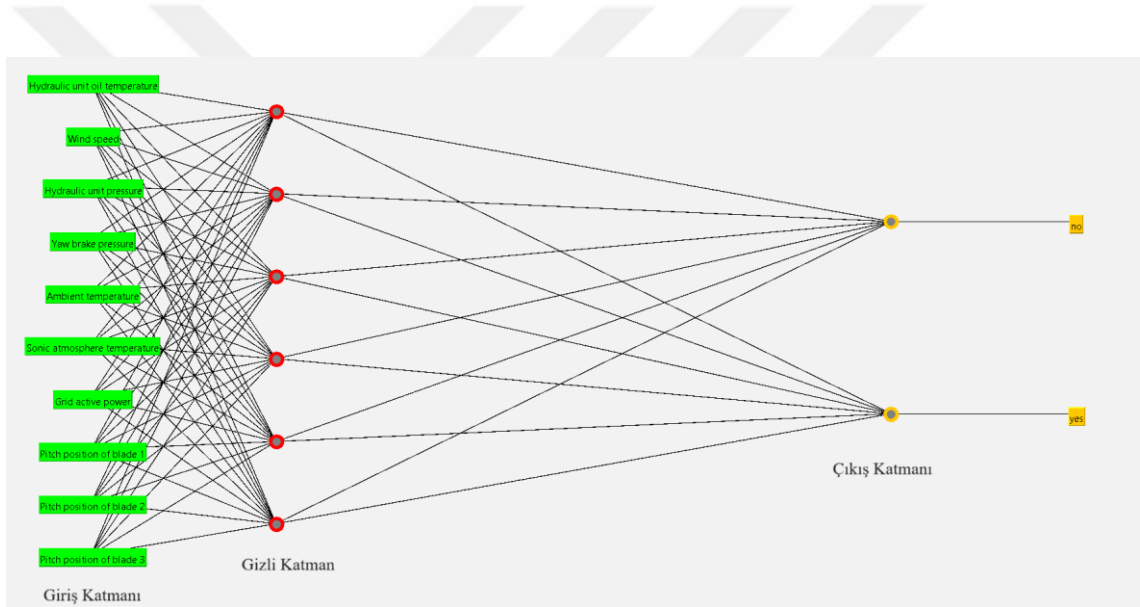 Hydraulic unit oil temperature
Wind speed
Hydraulic unit pressure
Yaw brake pressure
Ambient temperature
Sonic atmosphere temperature
Grid active power
Pitch position of blade 1
Pitch position of blade 2
Pitch position of blade 3
Giriş Katmanı
Gizli Katman
no
yes
Çıkış Katmanı